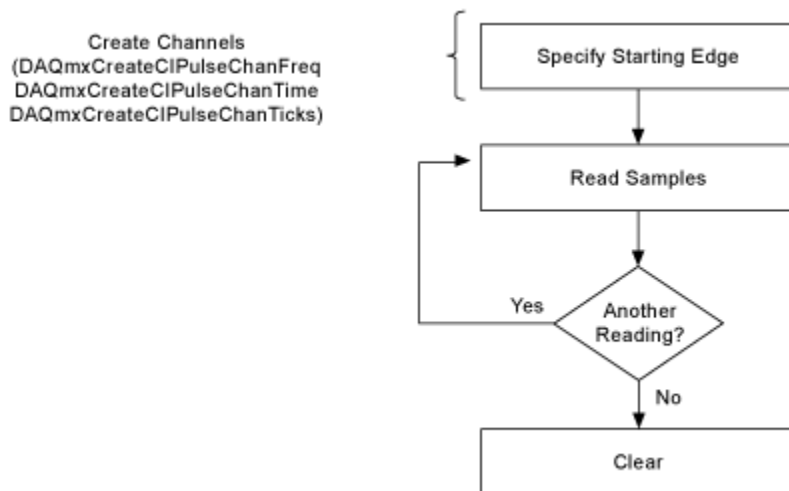 Create Channels
(DAQmxCreateCIPulseChanFreq
DAQmxCreateCIPulseChanTime
DAQmxCreateCIPulseChanTicks)
Specify Starting Edge
Read Samples
Yes
Another
Reading?
No
Clear